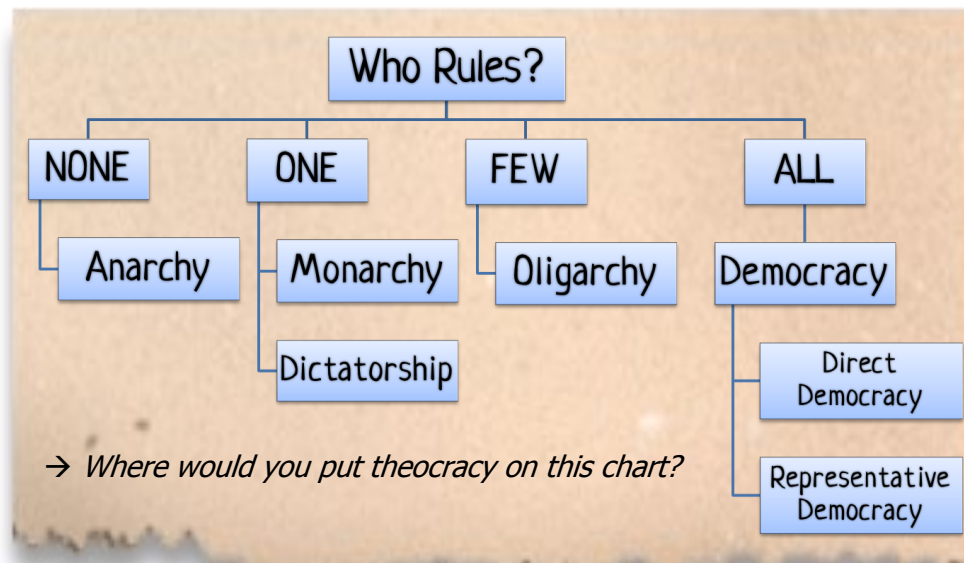 Who Rules?
NONE
ONE
FEW
ALL
Anarchy
Monarchy
Oligarchy
Democracy
Dictatorship
Direct
Democracy
→ Where would you put theocracy on this chart?
Representative
Democracy